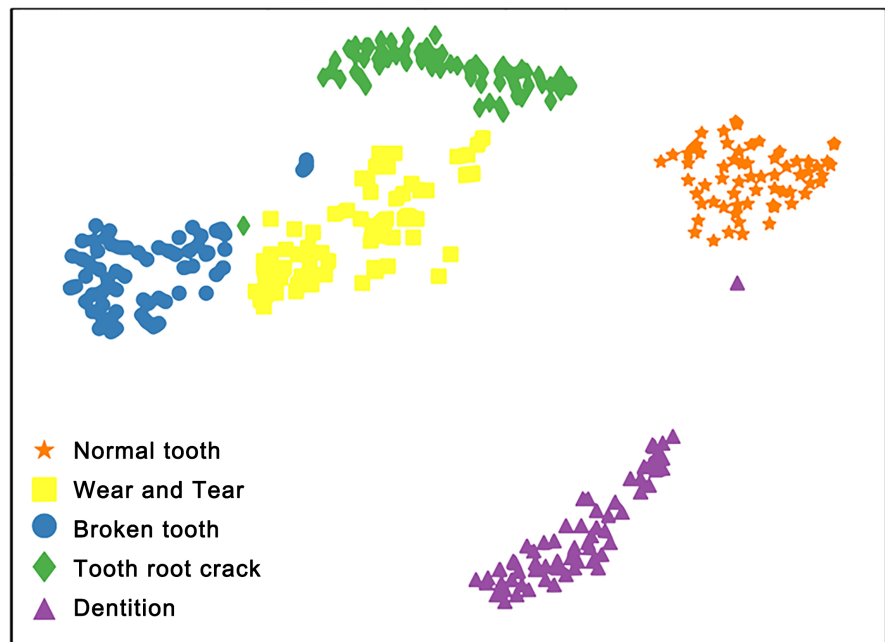 Normal tooth
Wear and Tear
Broken tooth
Tooth root crack
Dentition